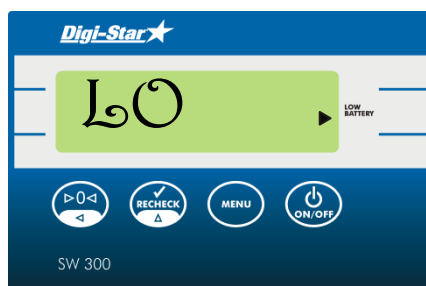 Digi-Star
LO
LOW
BATTERY
0
RECHECK
MENU
ON/OFF
SW 300